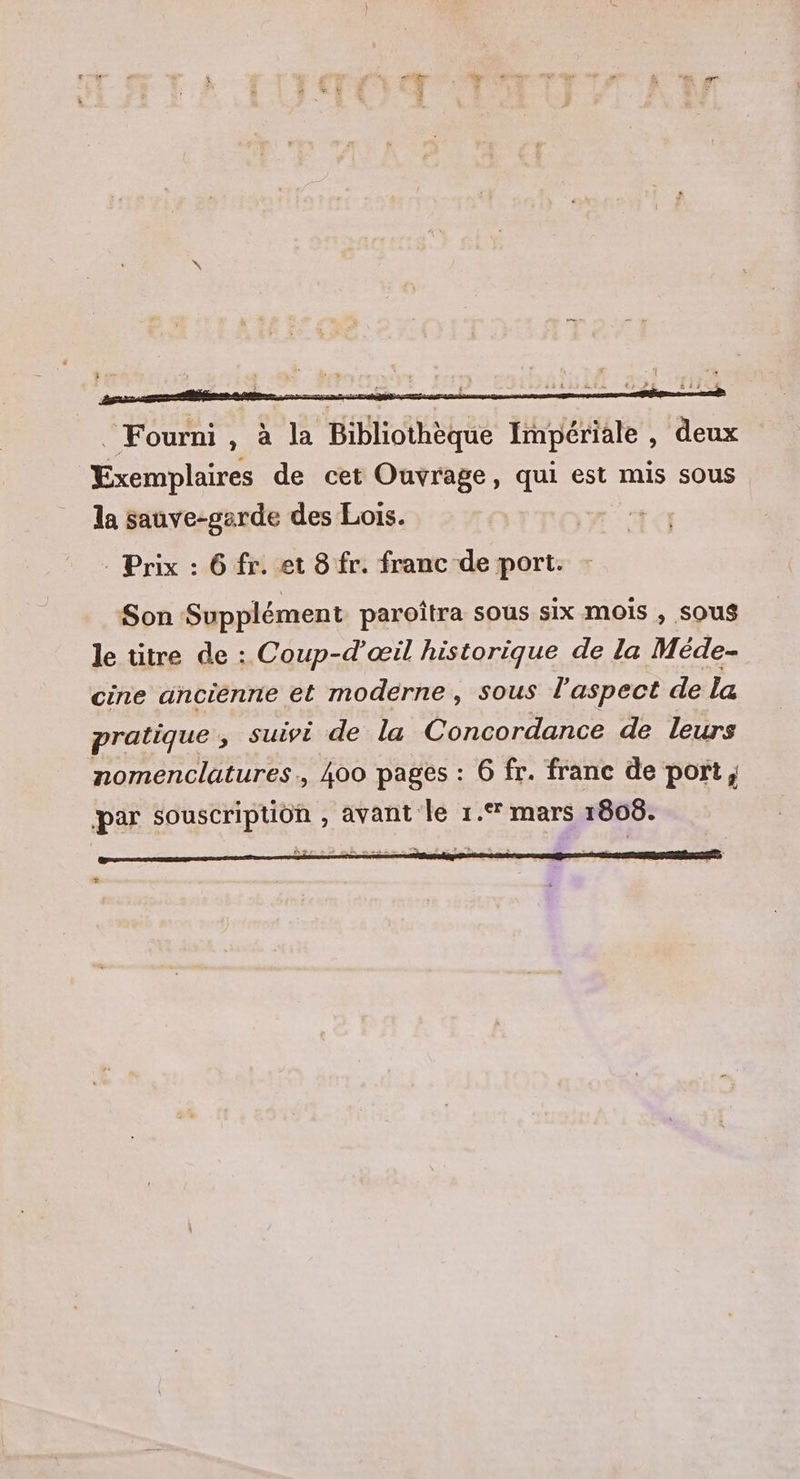 Fourni , à la Bibliothèque Impériale , deux
Exemplaires de cet Ouvrage, qui est mis sous
la sauve-garde des Lois.
Prix : 6 fr. et 8 fr. franc de port.
Son Supplément paroîtra sous six mois , sous
le titre de : Coup-d'œil historique de la Méde-
cine ancienne et moderne , sous l'aspect de la
pratique , suivi de la Concordance de leurs
nomenclatures , 400 pages : 6 fr. franc de port ;
par souscription , avant le 1.er mars 1808.